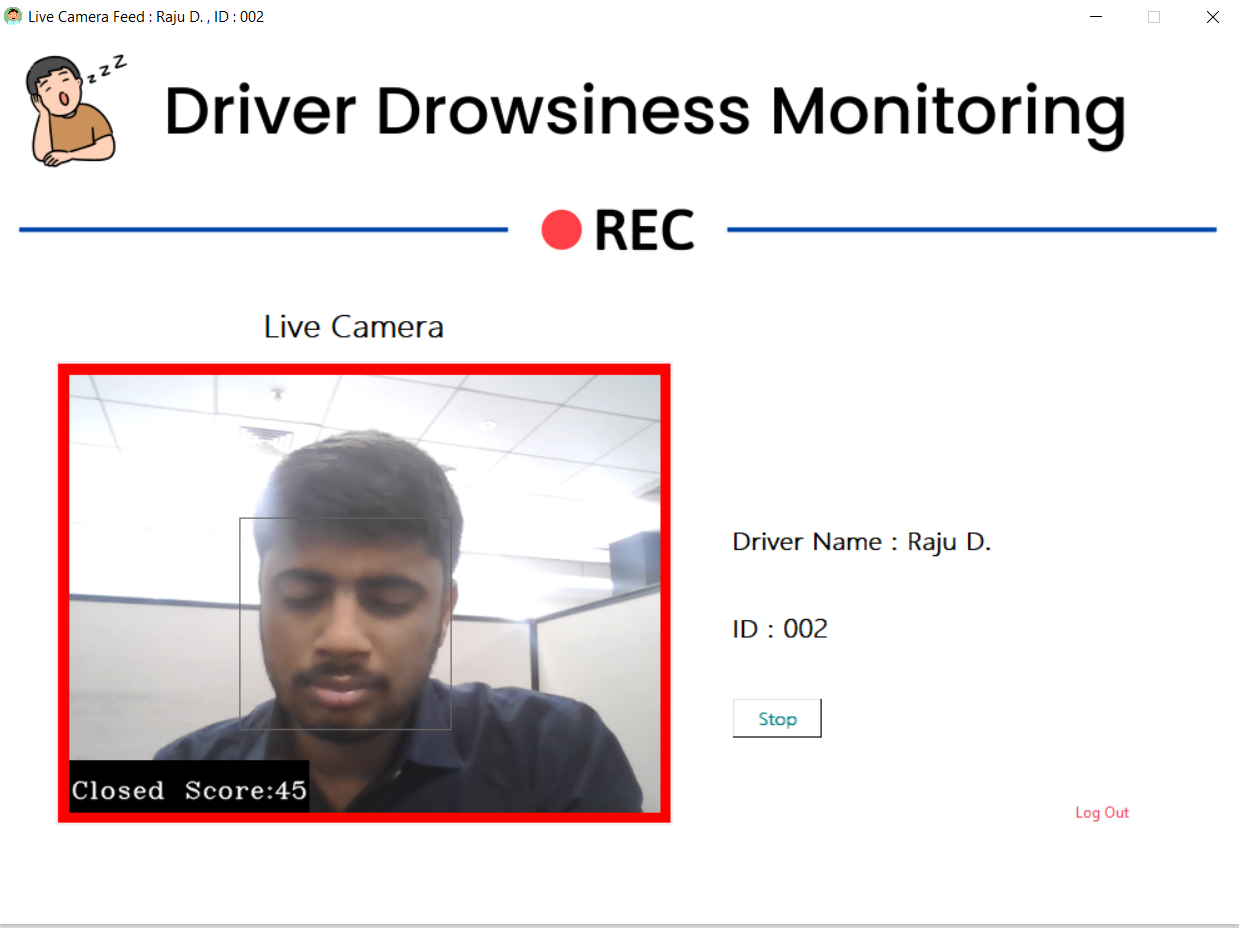 Live Camera Feed : Raju D. , ID : 002
z z Z
Driver Drowsiness Monitoring
REC
Live Camera
Driver Name : Raju D.
ID : 002
Stop
Closed Score:45
Log Out